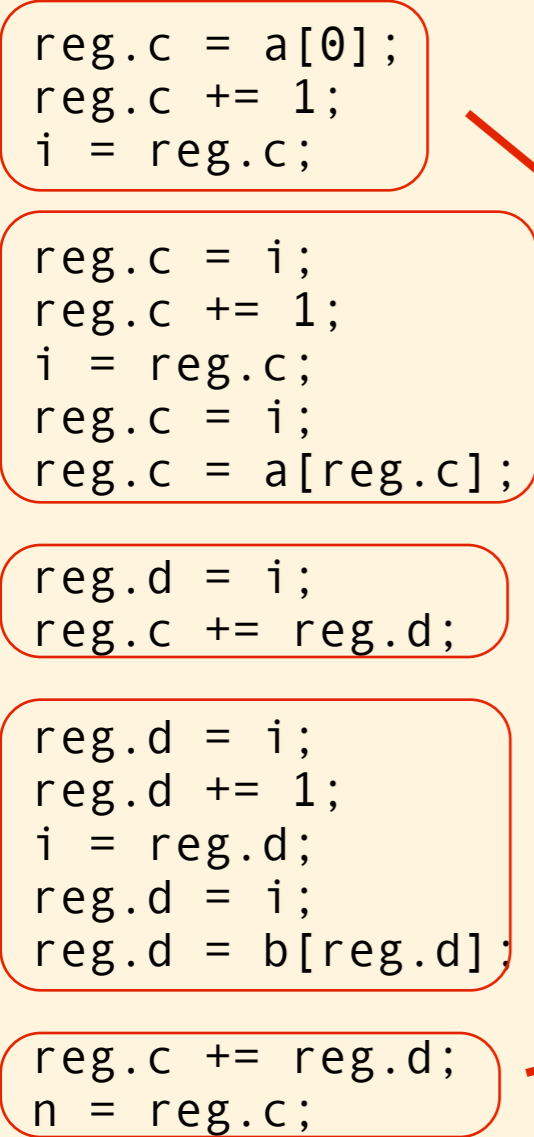 reg.c = a[0];
reg.c += 1;
i = reg.c;
reg.c = i;
reg.c += 1;
i = reg.c;
reg.c = i;
reg.c = a[reg.c];
reg.d = i;
reg.c += reg.d;
reg.d = i;
reg.d += 1;
i = reg.d;
reg.d = i;
reg.d = b[reg.d];
reg.c += reg.d;
n = reg.c;